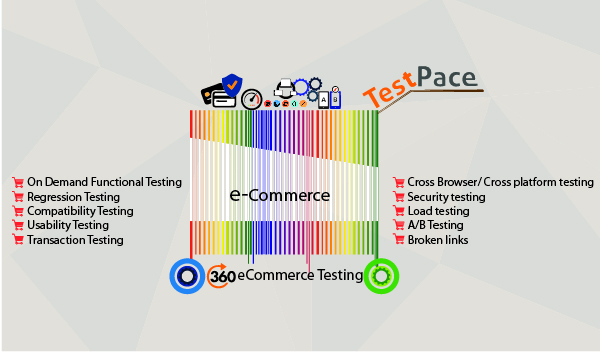 TestPace
A B
e-Commerce
On Demand Functional Testing
Regression Testing
Compatibility Testing
Usability Testing
Transaction Testing
Cross Browser/ Cross platform testing
Security testing
Load testing
A/B Testing
Broken links
360 eCommerce Testing